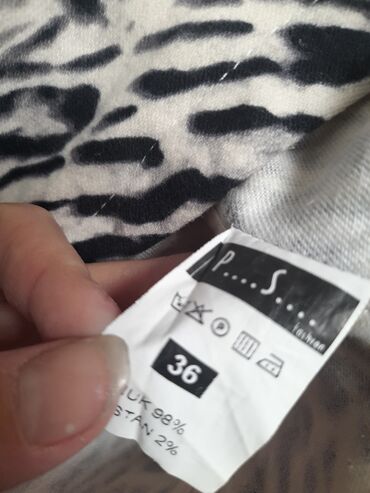 P....S....
fashion
P
36
UK 98%
STAN 2%